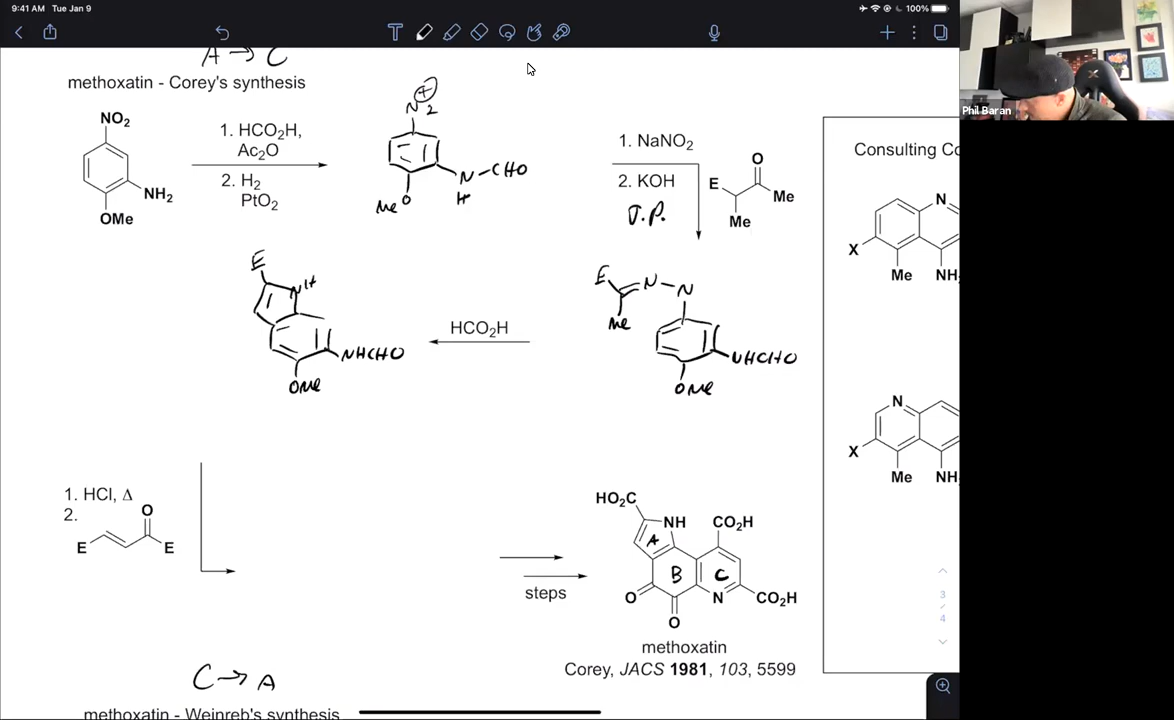 9:41 AM Tue Jan 9
100%
Phil Baran
A → C
methoxatin - Corey's synthesis
NO2
NH2
OMe
1. HCO2H,
Ac2O
2. H2
PtO2
N2
+
N-CHO
H
MeO
1. NaNO2
2. KOH
J.P.
E
O
Me
Me
Consulting Co
N
X
Me
NH
E
NH
NHCHO
OMe
HCO2H
E
N-N
Me
NHCHO
OMe
N
X
Me
NH
1. HCl, Δ
2.
O
E
E
steps
HO2C
NH
CO2H
A
B
C
O
N
CO2H
O
methoxatin
Corey, JACS 1981, 103, 5599
3
/
4
C → A
methoxatin - Weinreb's synthesis